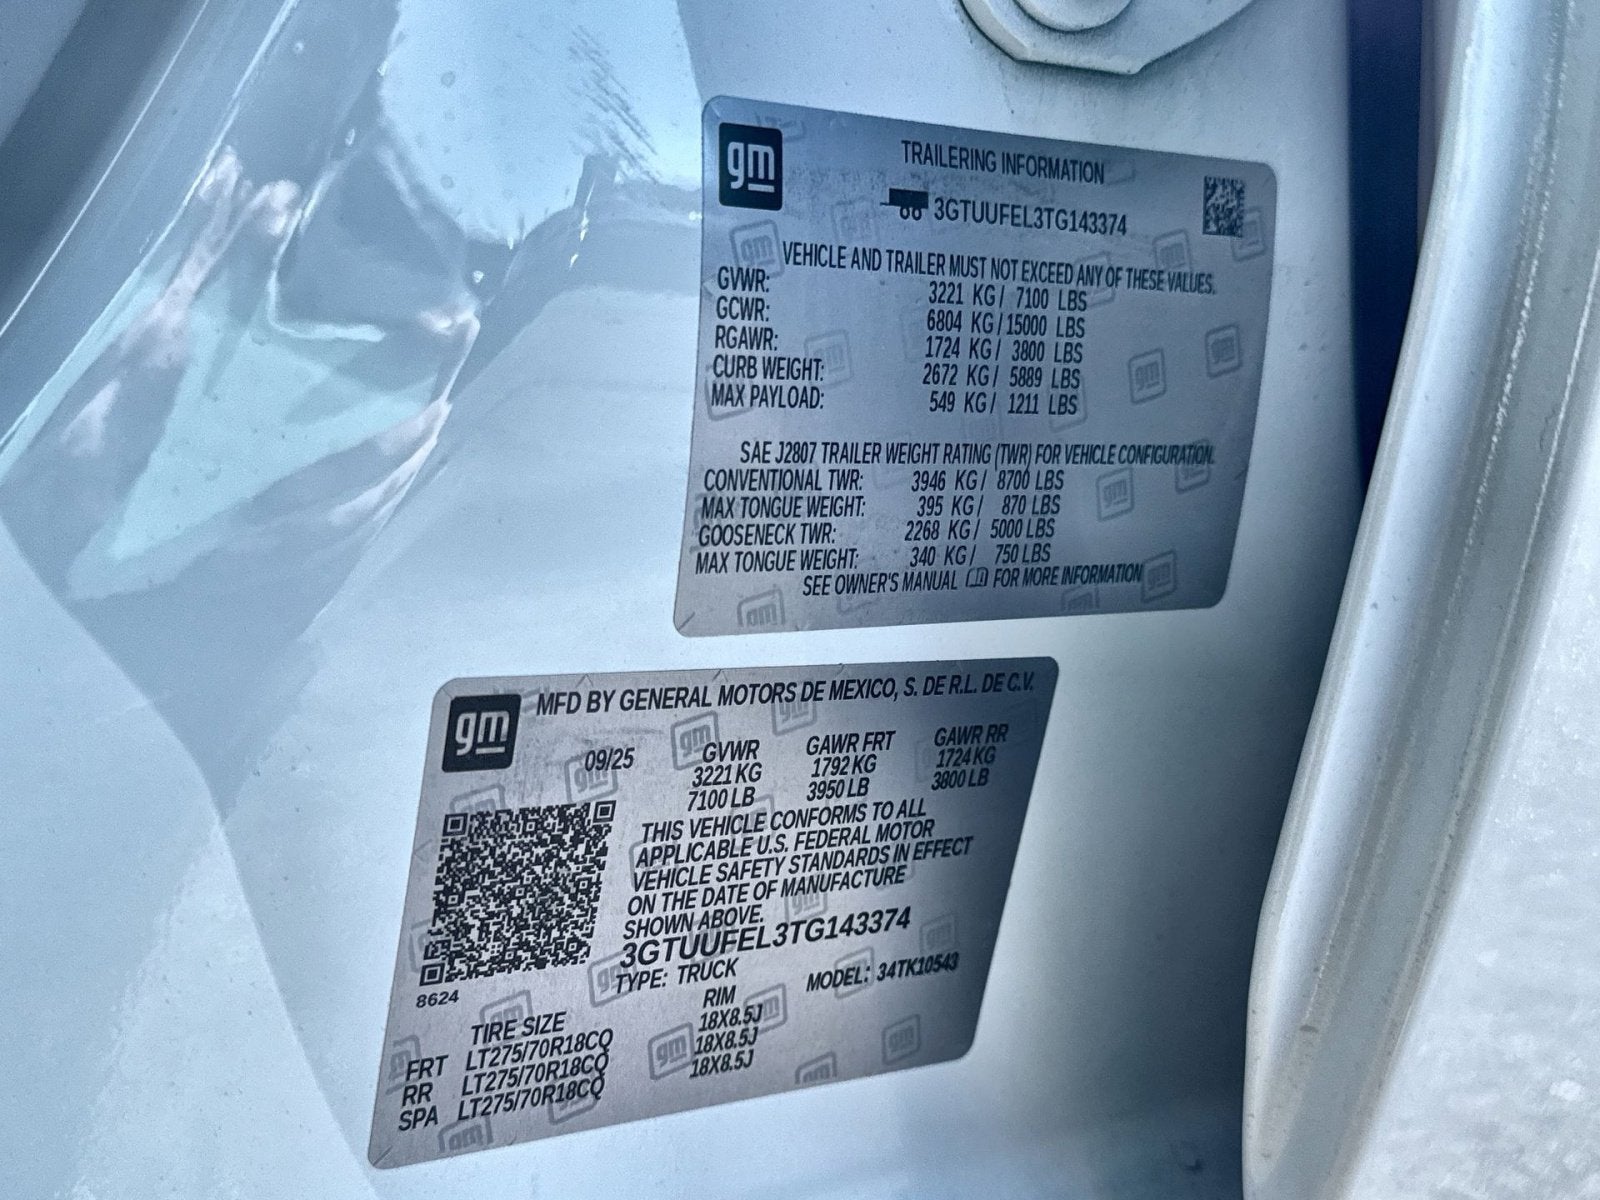 gm
TRAILERING INFORMATION
3GTUUFEL3TG143374
VEHICLE AND TRAILER MUST NOT EXCEED ANY OF THESE VALUES.
GVWR: 3221 KG/ 7100 LBS
GCWR: 6804 KG/15000 LBS
RGAWR: 1724 KG/ 3800 LBS
CURB WEIGHT: 2672 KG/ 5889 LBS
MAX PAYLOAD: 549 KG/ 1211 LBS
SAE J2807 TRAILER WEIGHT RATING (TWR) FOR VEHICLE CONFIGURATION.
CONVENTIONAL TWR: 3946 KG/ 8700 LBS
MAX TONGUE WEIGHT: 395 KG/ 870 LBS
GOOSENECK TWR: 2268 KG/ 5000 LBS
MAX TONGUE WEIGHT: 340 KG/ 750 LBS
SEE OWNER'S MANUAL FOR MORE INFORMATION
gm
MFD BY GENERAL MOTORS DE MEXICO, S. DE R.L. DE C.V.
09/25 GVWR GAWR FRT GAWR RR
3221 KG 1792 KG 1724 KG
7100 LB 3950 LB 3800 LB
THIS VEHICLE CONFORMS TO ALL
APPLICABLE U.S. FEDERAL MOTOR
VEHICLE SAFETY STANDARDS IN EFFECT
ON THE DATE OF MANUFACTURE
SHOWN ABOVE.
3GTUUFEL3TG143374
TYPE: TRUCK MODEL: 34TK10543
8624
TIRE SIZE RIM
FRT LT275/70R18CQ 18X8.5J
RR LT275/70R18CQ 18X8.5J
SPA LT275/70R18CQ 18X8.5J